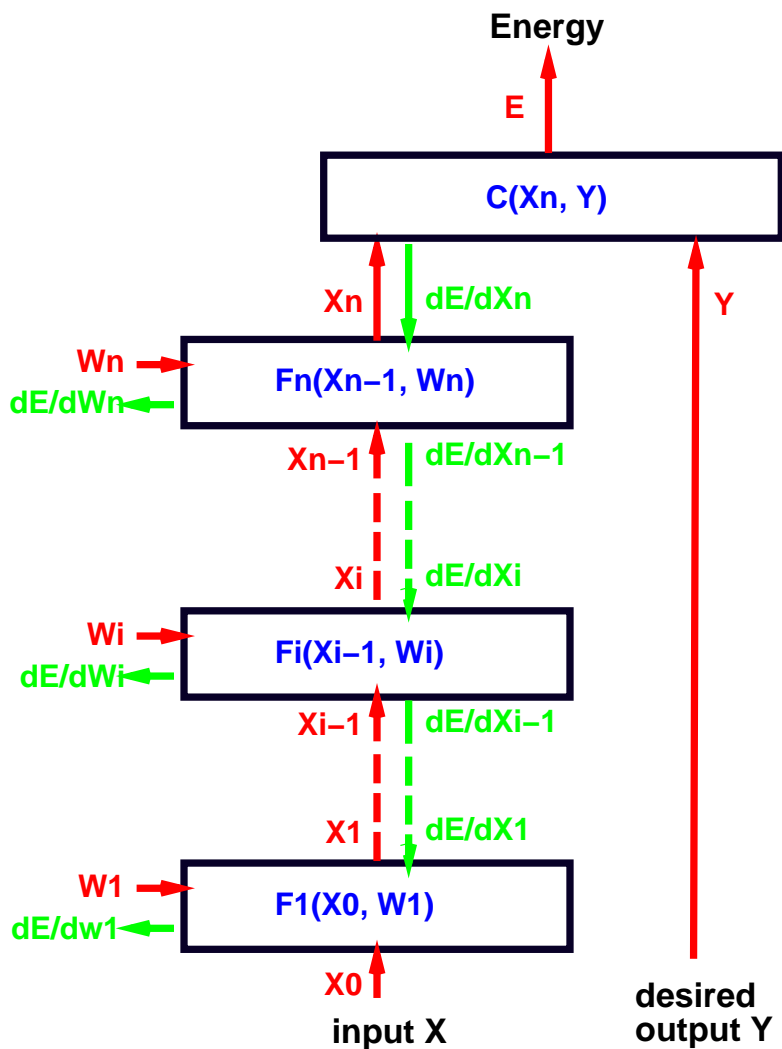 Energy
E
C(Xn, Y)
Xn
dE/dXn
Y
Wn
Fn(Xn−1, Wn)
dE/dWn
Xn−1
dE/dXn−1
Xi
dE/dXi
Wi
Fi(Xi−1, Wi)
dE/dWi
Xi−1
dE/dXi−1
X1
dE/dX1
W1
F1(X0, W1)
dE/dw1
X0
input X
desired
output Y